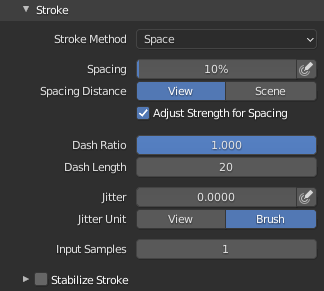 Stroke
Stroke Method Space
Spacing 10%
Spacing Distance View Scene
Adjust Strength for Spacing
Dash Ratio 1.000
Dash Length 20
Jitter 0.0000
Jitter Unit View Brush
Input Samples 1
Stabilize Stroke